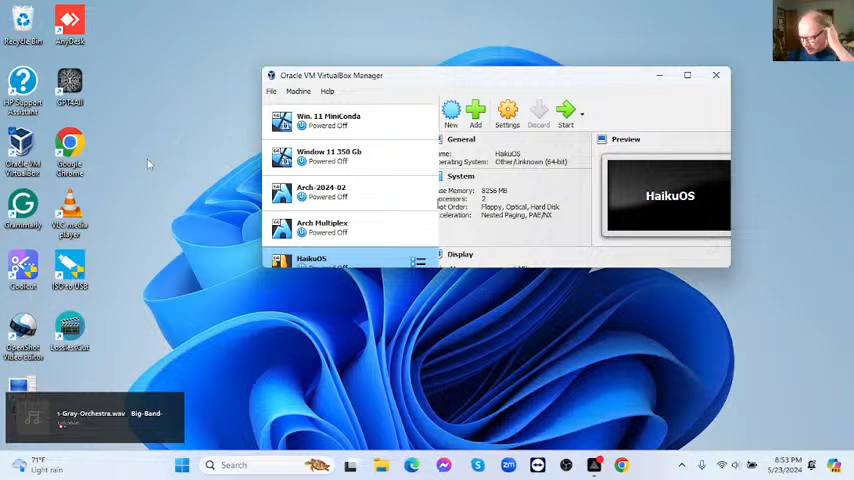 Recycle Bin
AnyDesk
HP Support
Assistant
GPT4All
Oracle VM
VirtualBox
Google
Chrome
Grammarly
VLC media
player
ISO to USB
OpenShot
Video Editor
LosslessCut
-Gray-Orchestra.wav Big-Band-
Oracle VM VirtualBox Manager
File Machine Help
New
Add
Settings
Discard
Start
Win. 11 MiniConda
Powered Off
Window 11 350 Gb
Powered Off
Arch-2024-02
Powered Off
Arch Multiplex
Powered Off
HaikuOS
General
HaikuOS
Operating System: Other/Unknown (64-bit)
System
Base Memory: 8256 MB
2
Floppy, Optical, Hard Disk
Nested Paging, PAE/NX
Display
Preview
HaikuOS
71°F
Light rain
Search
8:53 PM
5/23/2024